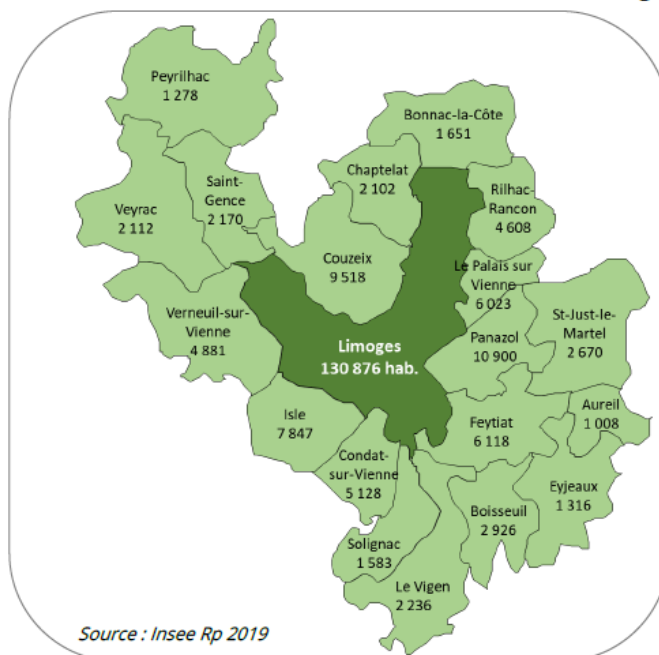 Peyrilhac
1 278
Bonnac-la-Côte
1 651
Chaptelat
2 102
Saint-
Gence
2 170
Rilhac-
Rancon
4 608
Veyrac
2 112
Couzeix
9 518
Le Palais sur
Vienne
6 023
Verneuil-sur-
Vienne
4 881
St-Just-le-
Martel
2 670
Panazol
10 900
Limoges
130 876 hab.
Isle
7 847
Feytiat
6 118
Aureil
1 008
Condat-
sur-Vienne
5 128
Eyjeaux
1 316
Boisseuil
2 926
Solignac
1 583
Le Vigen
2 236
Source : Insee Rp 2019